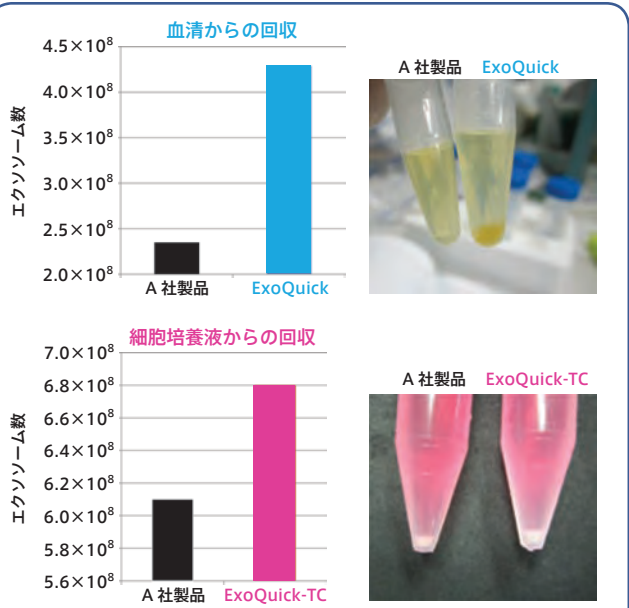 血清からの回収
エクソソーム数
4.5×10⁸
4.0×10⁸
3.5×10⁸
3.0×10⁸
2.5×10⁸
2.0×10⁸
A 社製品 ExoQuick
A 社製品 ExoQuick
細胞培養液からの回収
エクソソーム数
7.0×10⁸
6.8×10⁸
6.6×10⁸
6.4×10⁸
6.2×10⁸
6.0×10⁸
5.8×10⁸
5.6×10⁸
A 社製品 ExoQuick-TC
A 社製品 ExoQuick-TC